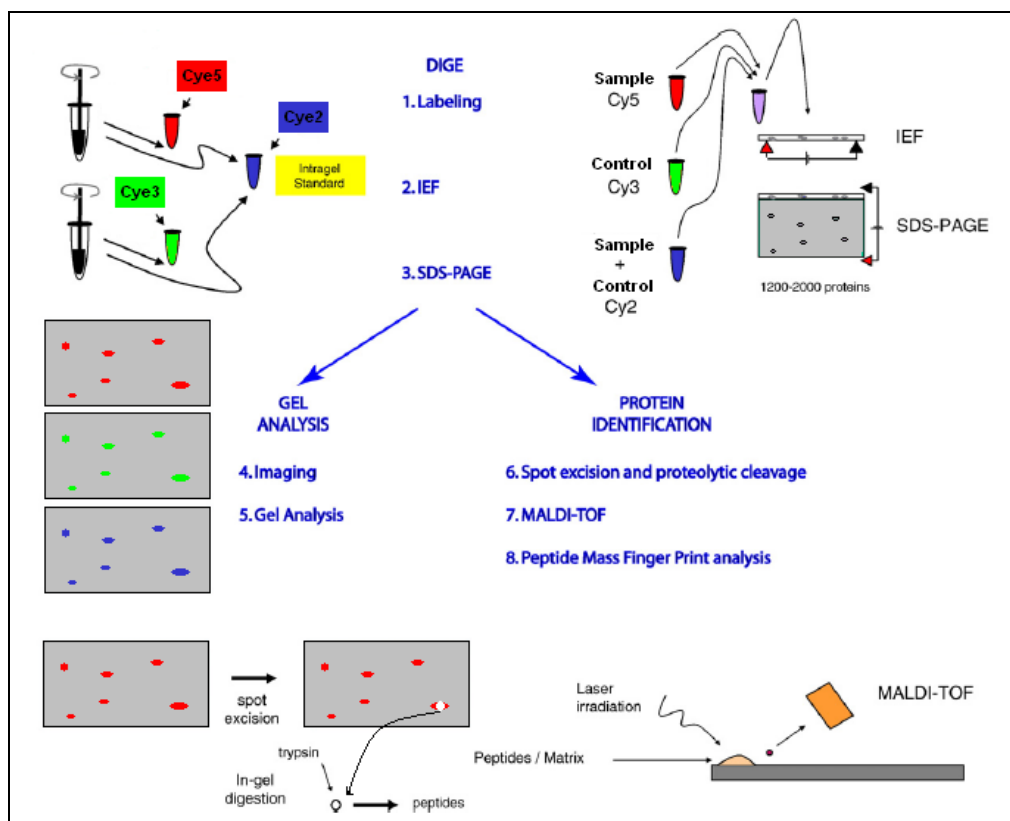 Cye5
Cye2
Intragel
Standard
Cye3
DIGE
1. Labeling
2. IEF
3. SDS-PAGE
Sample
Cy5
Control
Cy3
Sample
+
Control
Cy2
IEF
SDS-PAGE
1200-2000 proteins
GEL
ANALYSIS
4. Imaging
5. Gel Analysis
PROTEIN
IDENTIFICATION
6. Spot excision and proteolytic cleavage
7. MALDI-TOF
8. Peptide Mass Finger Print analysis
spot
excision
trypsin
In-gel
digestion
peptides
Laser
irradiation
MALDI-TOF
Peptides / Matrix